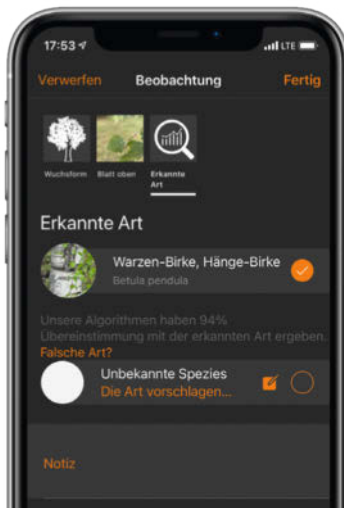 17:53
LTE
Verwerfen Beobachtung Fertig
Wuchsform Blatt oben Erkannte
Art
Erkannte Art
Warzen-Birke, Hänge-Birke
Betula pendula
Unsere Algorithmen haben 94%
Übereinstimmung mit der erkannten Art ergeben.
Falsche Art?
Unbekannte Spezies
Die Art vorschlagen...
Notiz